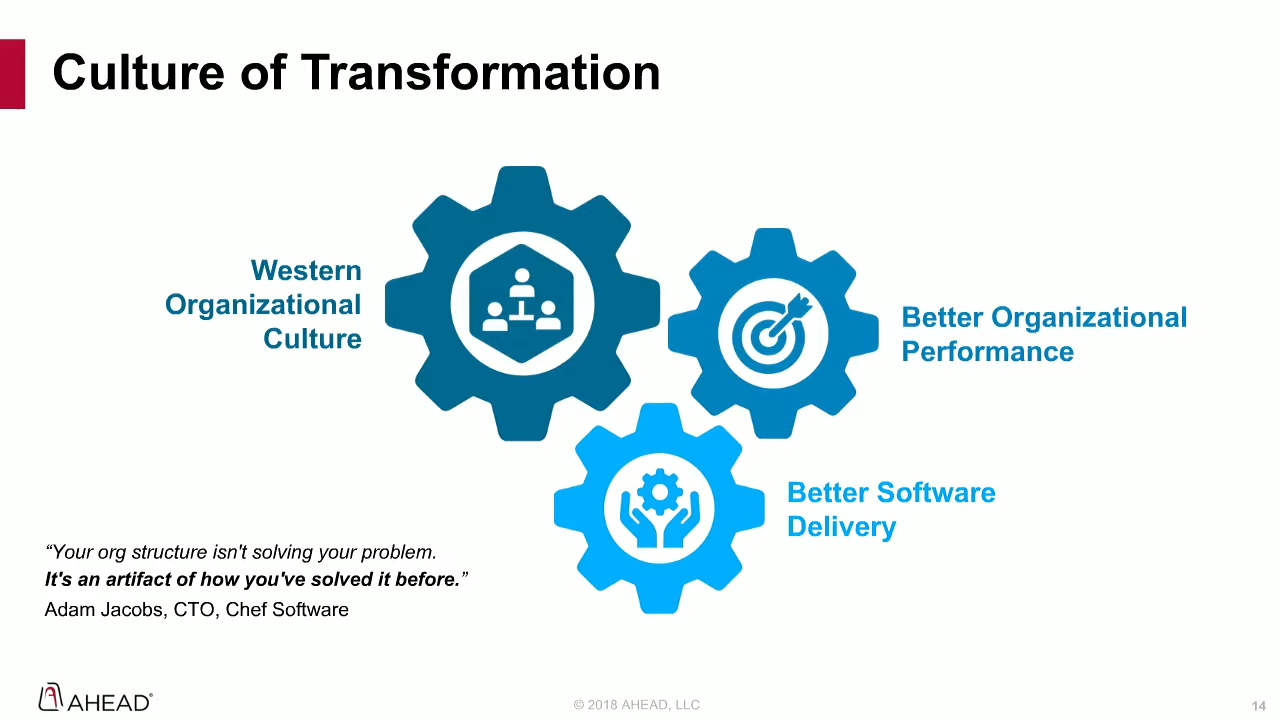 Culture of Transformation
Western
Organizational
Culture
Better Organizational
Performance
Better Software
Delivery
“Your org structure isn't solving your problem.
It's an artifact of how you've solved it before.”
Adam Jacobs, CTO, Chef Software
AHEAD®
© 2018 AHEAD, LLC
14